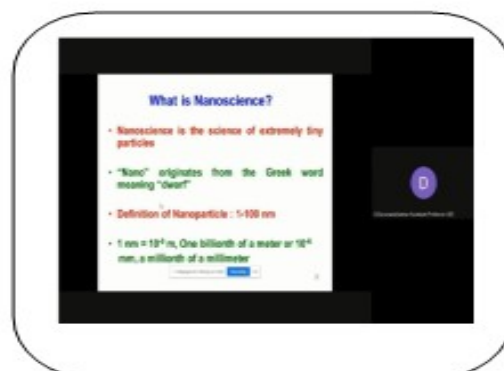 What is Nanoscience?
• Nanoscience is the science of extremely tiny
particles
• "Nano" originates from the Greek word
meaning "dwarf"
• Definition of Nanoparticle : 1-100 nm
• 1 nm = 10⁻⁹ m, One billionth of a meter or 10⁻⁶
mm, a millionth of a millimeter
D